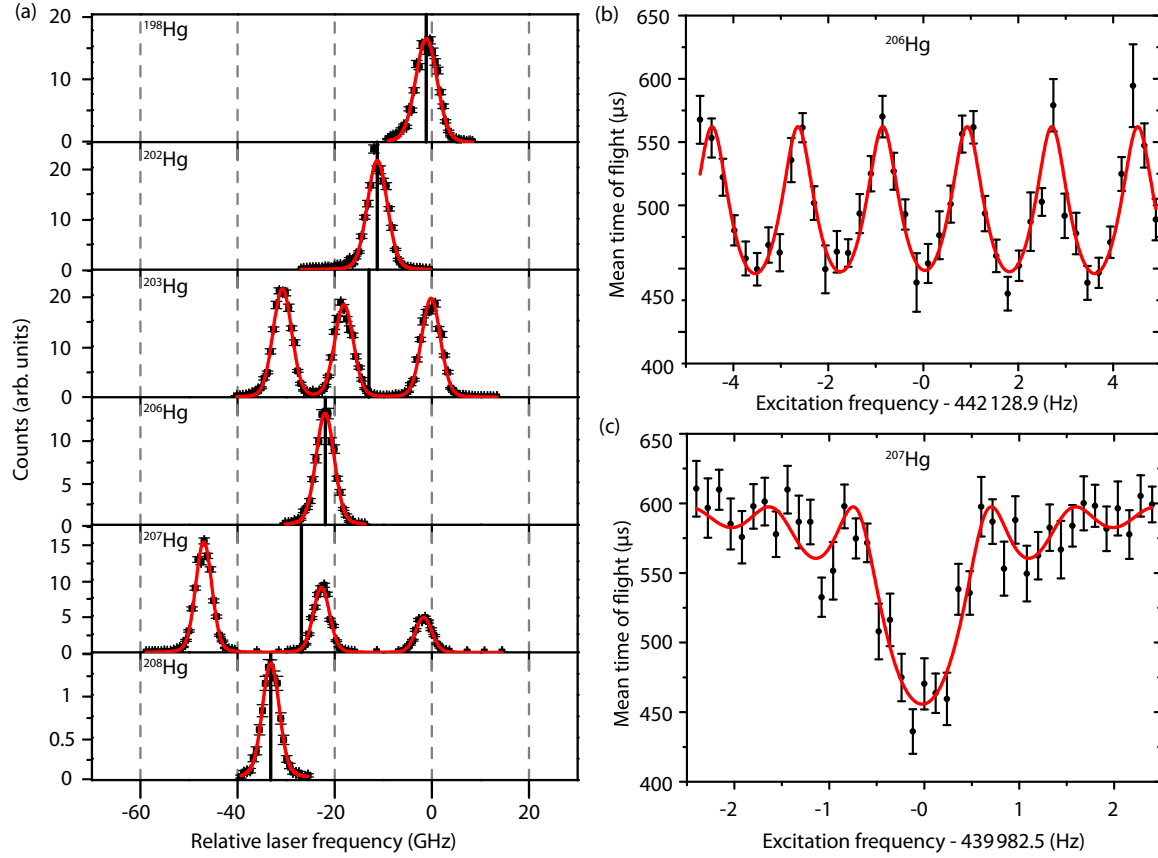 (a)
Counts (arb. units)
198Hg
20
10
0
202Hg
20
10
0
203Hg
20
10
0
206Hg
10
5
0
207Hg
15
10
5
0
208Hg
1
0.5
0
-60 -40 -20 0 20
Relative laser frequency (GHz)
(b)
206Hg
Mean time of flight (µs)
650
600
550
500
450
400
-4 -2 -0 2 4
Excitation frequency - 442 128.9 (Hz)
(c)
207Hg
Mean time of flight (µs)
650
600
550
500
450
400
-2 -1 -0 1 2
Excitation frequency - 439 982.5 (Hz)